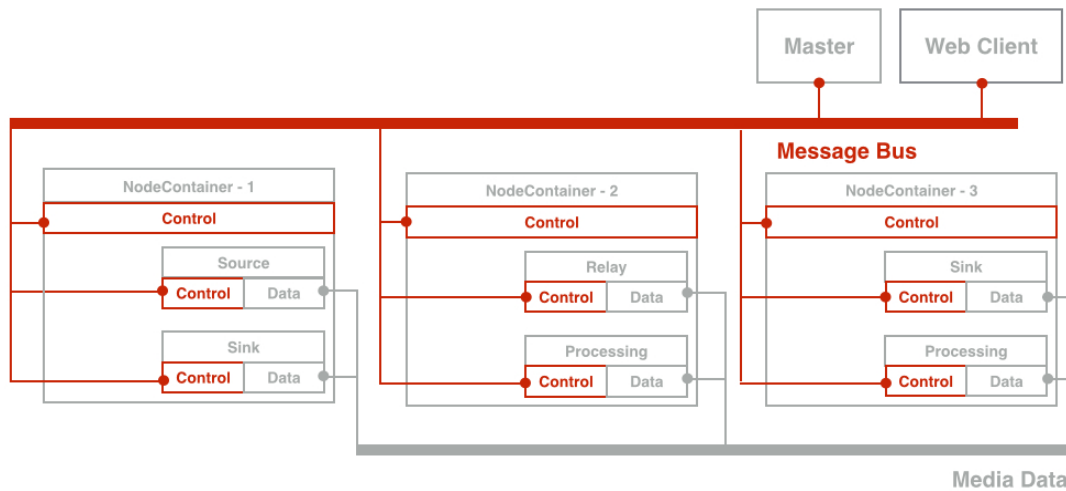 Master
Web Client
Message Bus
NodeContainer - 1
Control
Source
Control
Data
Sink
Control
Data
NodeContainer - 2
Control
Relay
Control
Data
Processing
Control
Data
NodeContainer - 3
Control
Sink
Control
Data
Processing
Control
Data
Media Data